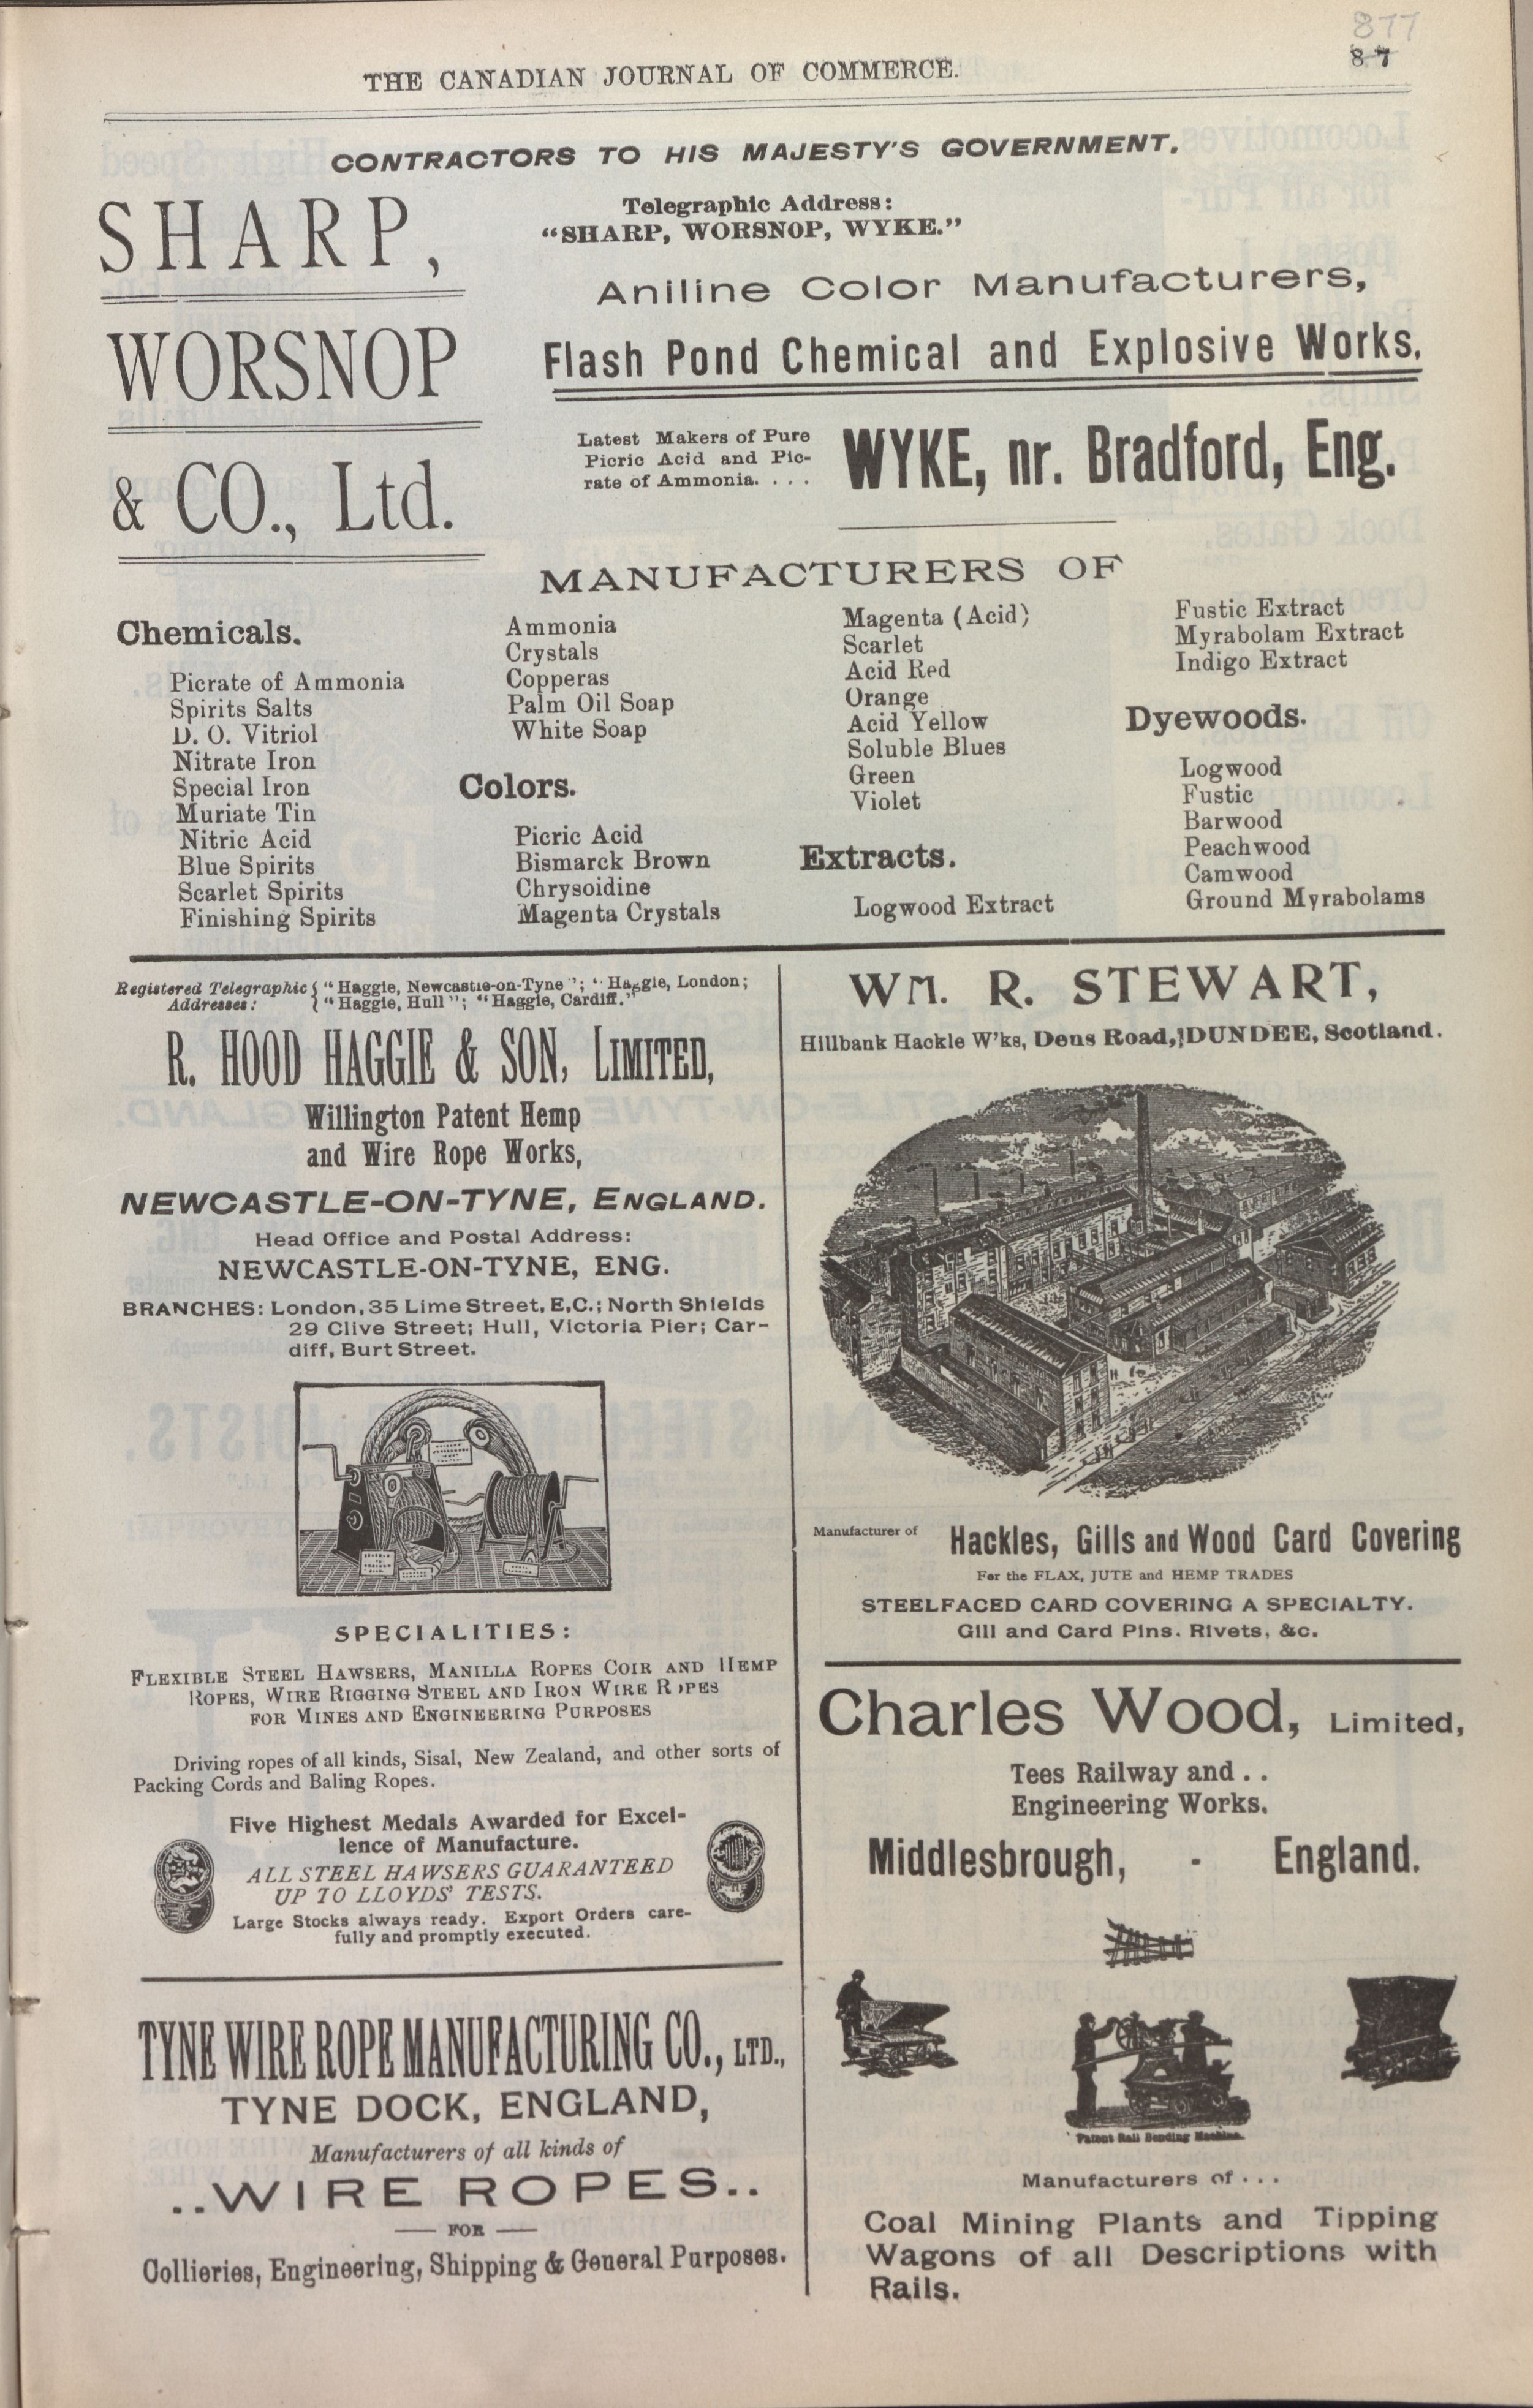 877
87
THE CANADIAN JOURNAL OF COMMERCE.
CONTRACTORS TO HIS MAJESTY'S GOVERNMENT.
SHARP,
WORSNOP
& CO., Ltd.
Telegraphic Address:
"SHARP, WORSNOP, WYKE."
Aniline Color Manufacturers,
Flash Pond Chemical and Explosive Works,
Latest Makers of Pure
Picric Acid and Pic-
rate of Ammonia. . . .
WYKE, nr. Bradford, Eng.
MANUFACTURERS OF
Chemicals.
Picrate of Ammonia
Spirits Salts
D. O. Vitriol
Nitrate Iron
Special Iron
Muriate Tin
Nitric Acid
Blue Spirits
Scarlet Spirits
Finishing Spirits
Ammonia
Crystals
Copperas
Palm Oil Soap
White Soap
Colors.
Picric Acid
Bismarck Brown
Chrysoidine
Magenta Crystals
Magenta (Acid)
Scarlet
Acid Red
Orange
Acid Yellow
Soluble Blues
Green
Violet
Extracts.
Logwood Extract
Fustic Extract
Myrabolam Extract
Indigo Extract
Dyewoods.
Logwood
Fustic
Barwood
Peachwood
Camwood
Ground Myrabolams
Registered Telegraphic { "Haggie, Newcastle-on-Tyne"; "Haggie, London;
Addresses: { "Haggie, Hull"; "Haggie, Cardiff."
R. HOOD HAGGIE & SON, LIMITED,
Willington Patent Hemp
and Wire Rope Works,
NEWCASTLE-ON-TYNE, ENGLAND.
Head Office and Postal Address:
NEWCASTLE-ON-TYNE, ENG.
BRANCHES: London, 35 Lime Street, E.C.; North Shields
29 Clive Street; Hull, Victoria Pier; Car-
diff, Burt Street.
SPECIALITIES:
FLEXIBLE STEEL HAWSERS, MANILLA ROPES COIR AND HEMP
ROPES, WIRE RIGGING STEEL AND IRON WIRE ROPES
FOR MINES AND ENGINEERING PURPOSES
Driving ropes of all kinds, Sisal, New Zealand, and other sorts of
Packing Cords and Baling Ropes.
Five Highest Medals Awarded for Excel-
lence of Manufacture.
ALL STEEL HAWSERS GUARANTEED
UP TO LLOYDS' TESTS.
Large Stocks always ready. Export Orders care-
fully and promptly executed.
TYNE WIRE ROPE MANUFACTURING CO., LTD.,
TYNE DOCK, ENGLAND,
Manufacturers of all kinds of
..WIRE ROPES..
FOR
Collieries, Engineering, Shipping & General Purposes.
WM. R. STEWART,
Hillbank Hackle W'ks, Dens Road, DUNDEE, Scotland.
Manufacturer of Hackles, Gills and Wood Card Covering
For the FLAX, JUTE and HEMP TRADES
STEELFACED CARD COVERING A SPECIALTY.
Gill and Card Pins. Rivets, &c.
Charles Wood, Limited,
Tees Railway and . .
Engineering Works.
Middlesbrough, - England.
Patent Rail Bending Machine.
Manufacturers of . . .
Coal Mining Plants and Tipping
Wagons of all Descriptions with
Rails.